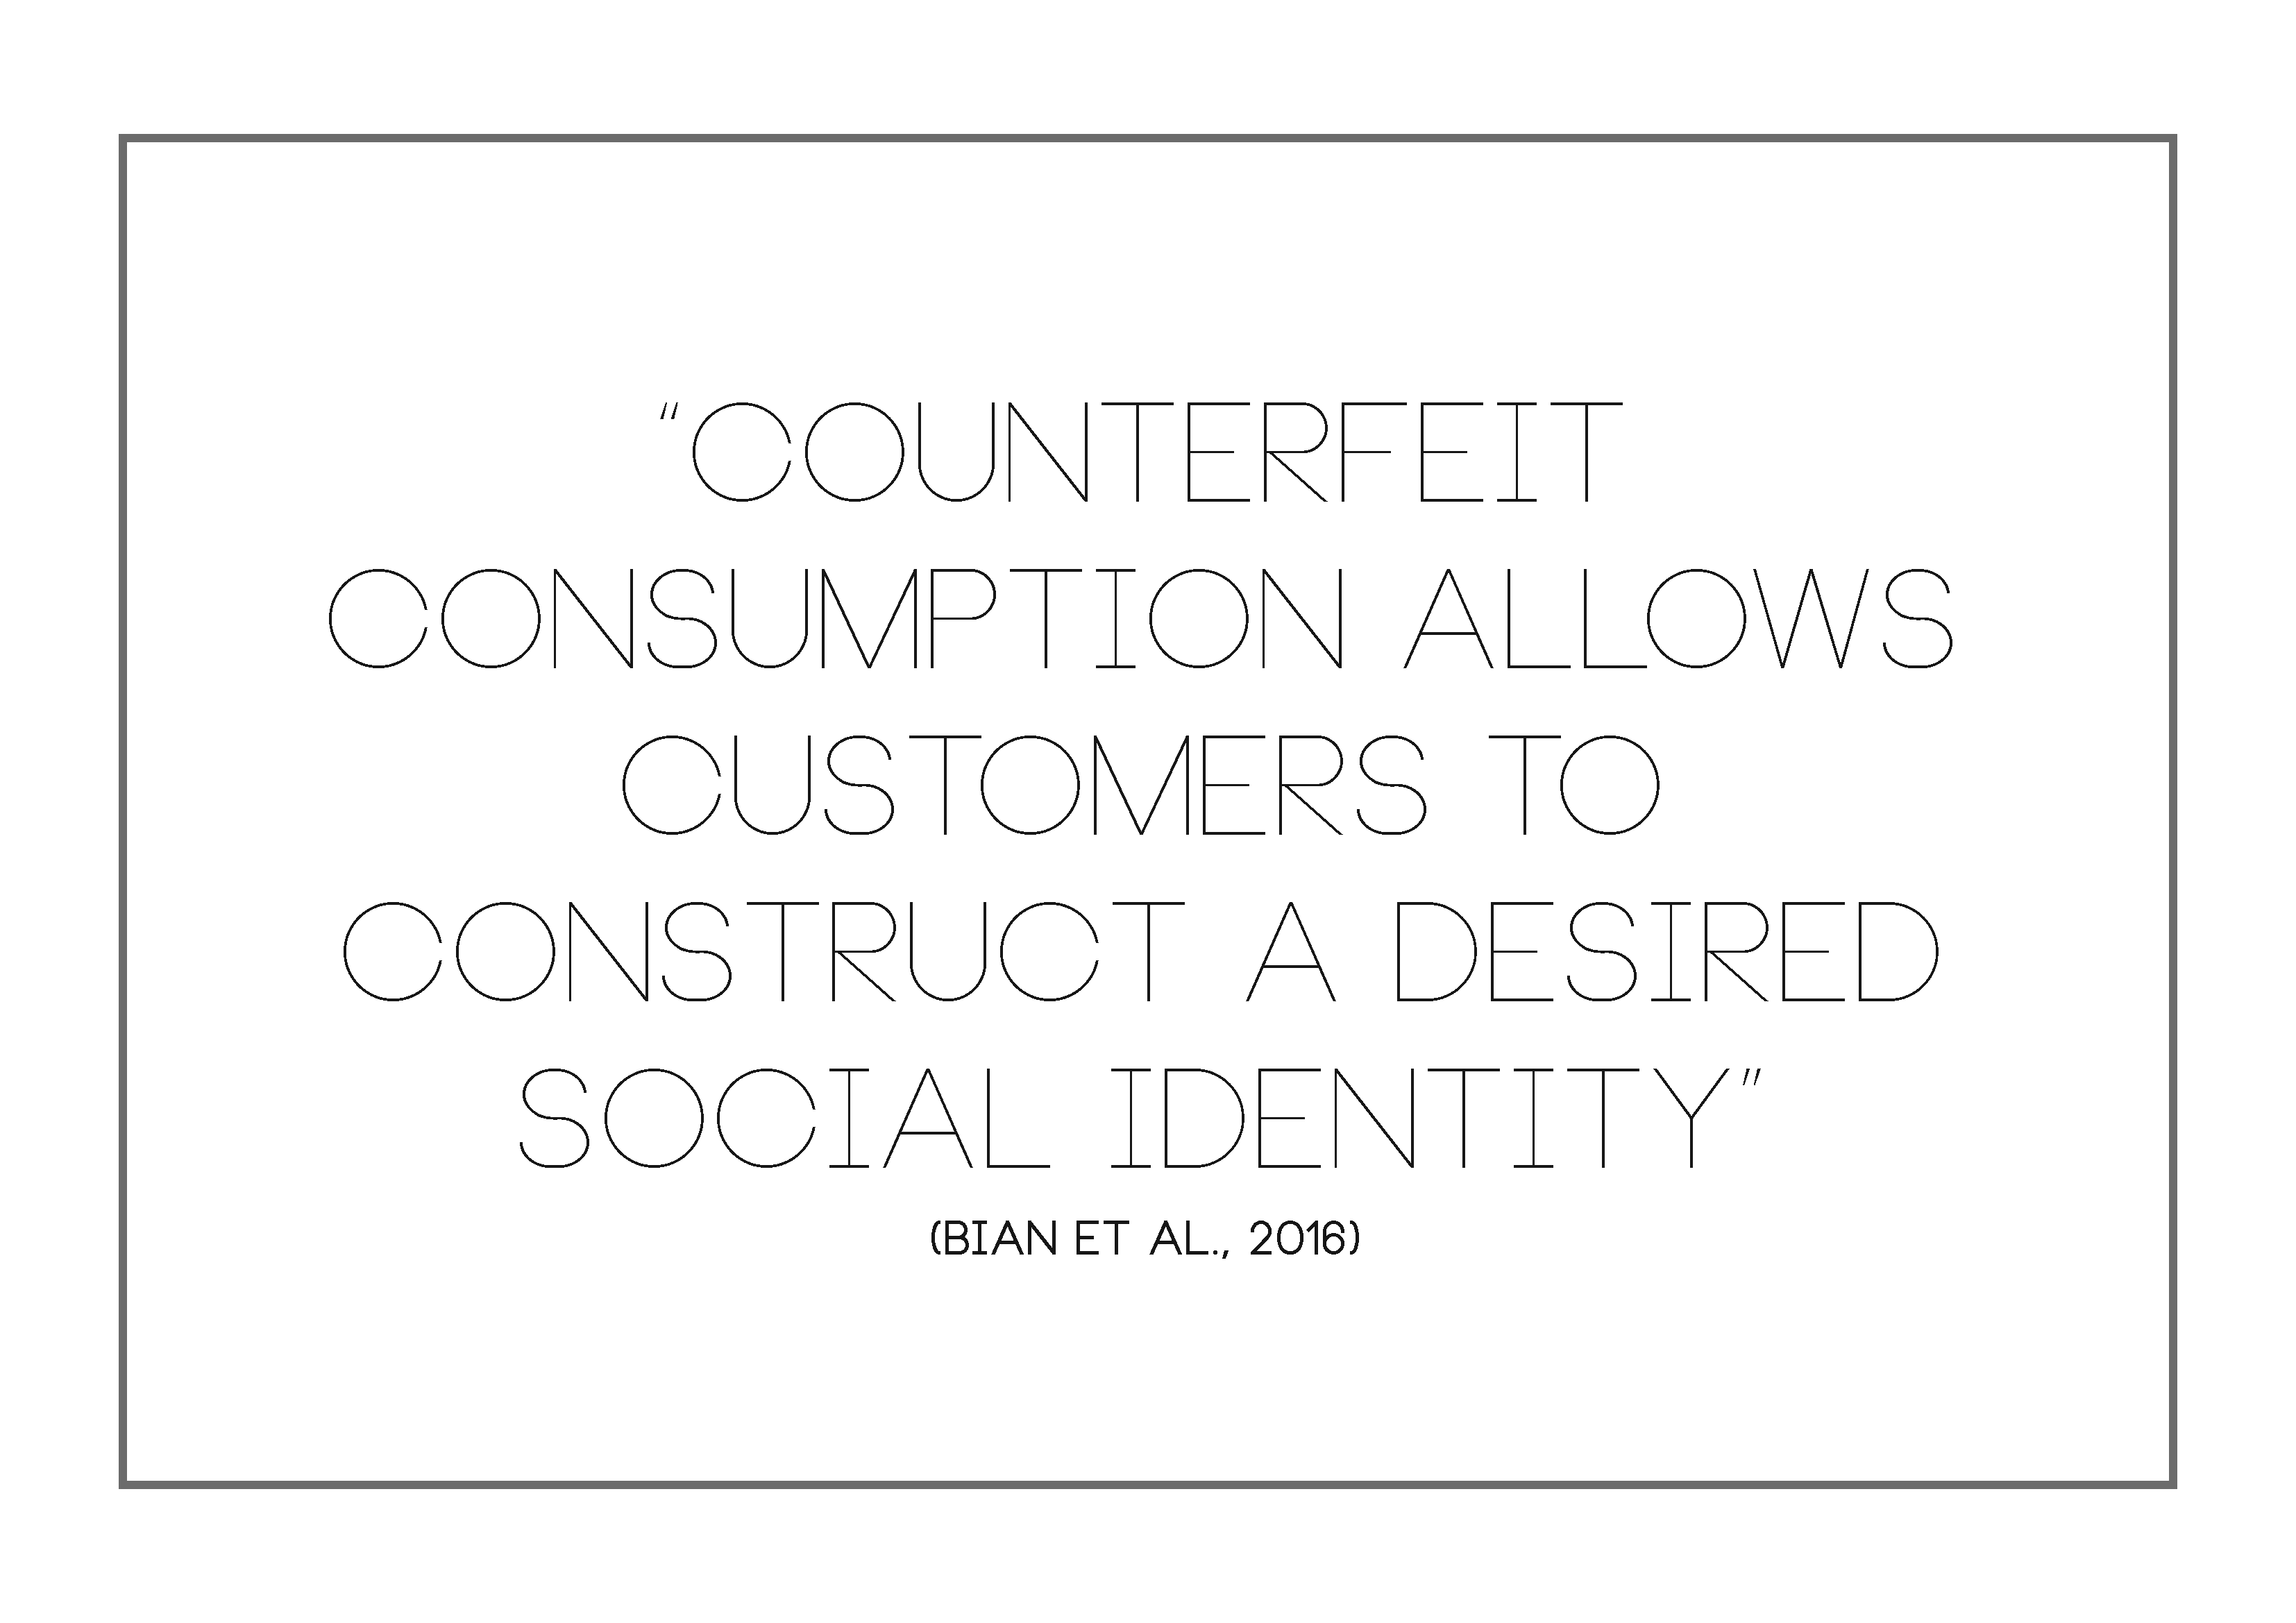 “COUNTERFEIT
CONSUMPTION ALLOWS
CUSTOMERS TO
CONSTRUCT A DESIRED
SOCIAL IDENTITY”
(BIAN ET AL., 2016)